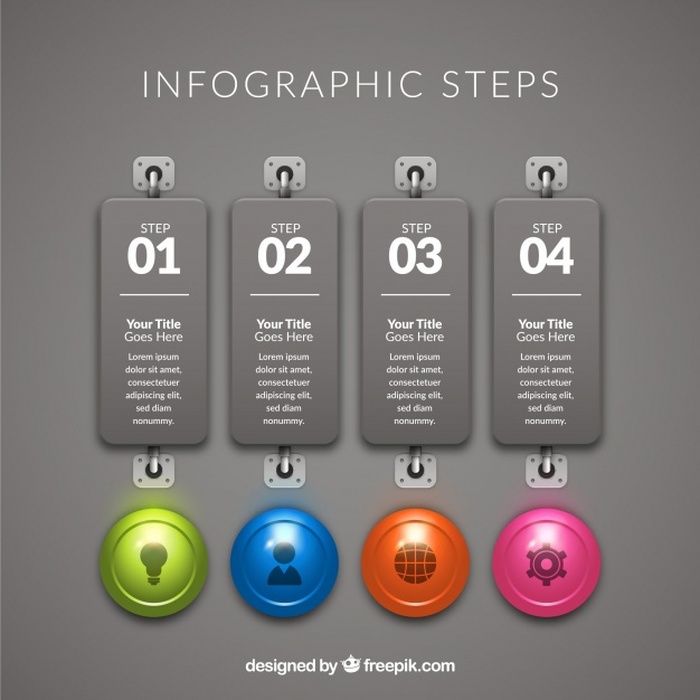 INFOGRAPHIC STEPS
STEP
01
Your Title
Goes Here
Lorem ipsum
dolor sit amet,
consectetuer
adipiscing elit,
sed diam
nonummy.
STEP
02
Your Title
Goes Here
Lorem ipsum
dolor sit amet,
consectetuer
adipiscing elit,
sed diam
nonummy.
STEP
03
Your Title
Goes Here
Lorem ipsum
dolor sit amet,
consectetuer
adipiscing elit,
sed diam
nonummy.
STEP
04
Your Title
Goes Here
Lorem ipsum
dolor sit amet,
consectetuer
adipiscing elit,
sed diam
nonummy.
designed by freepik.com